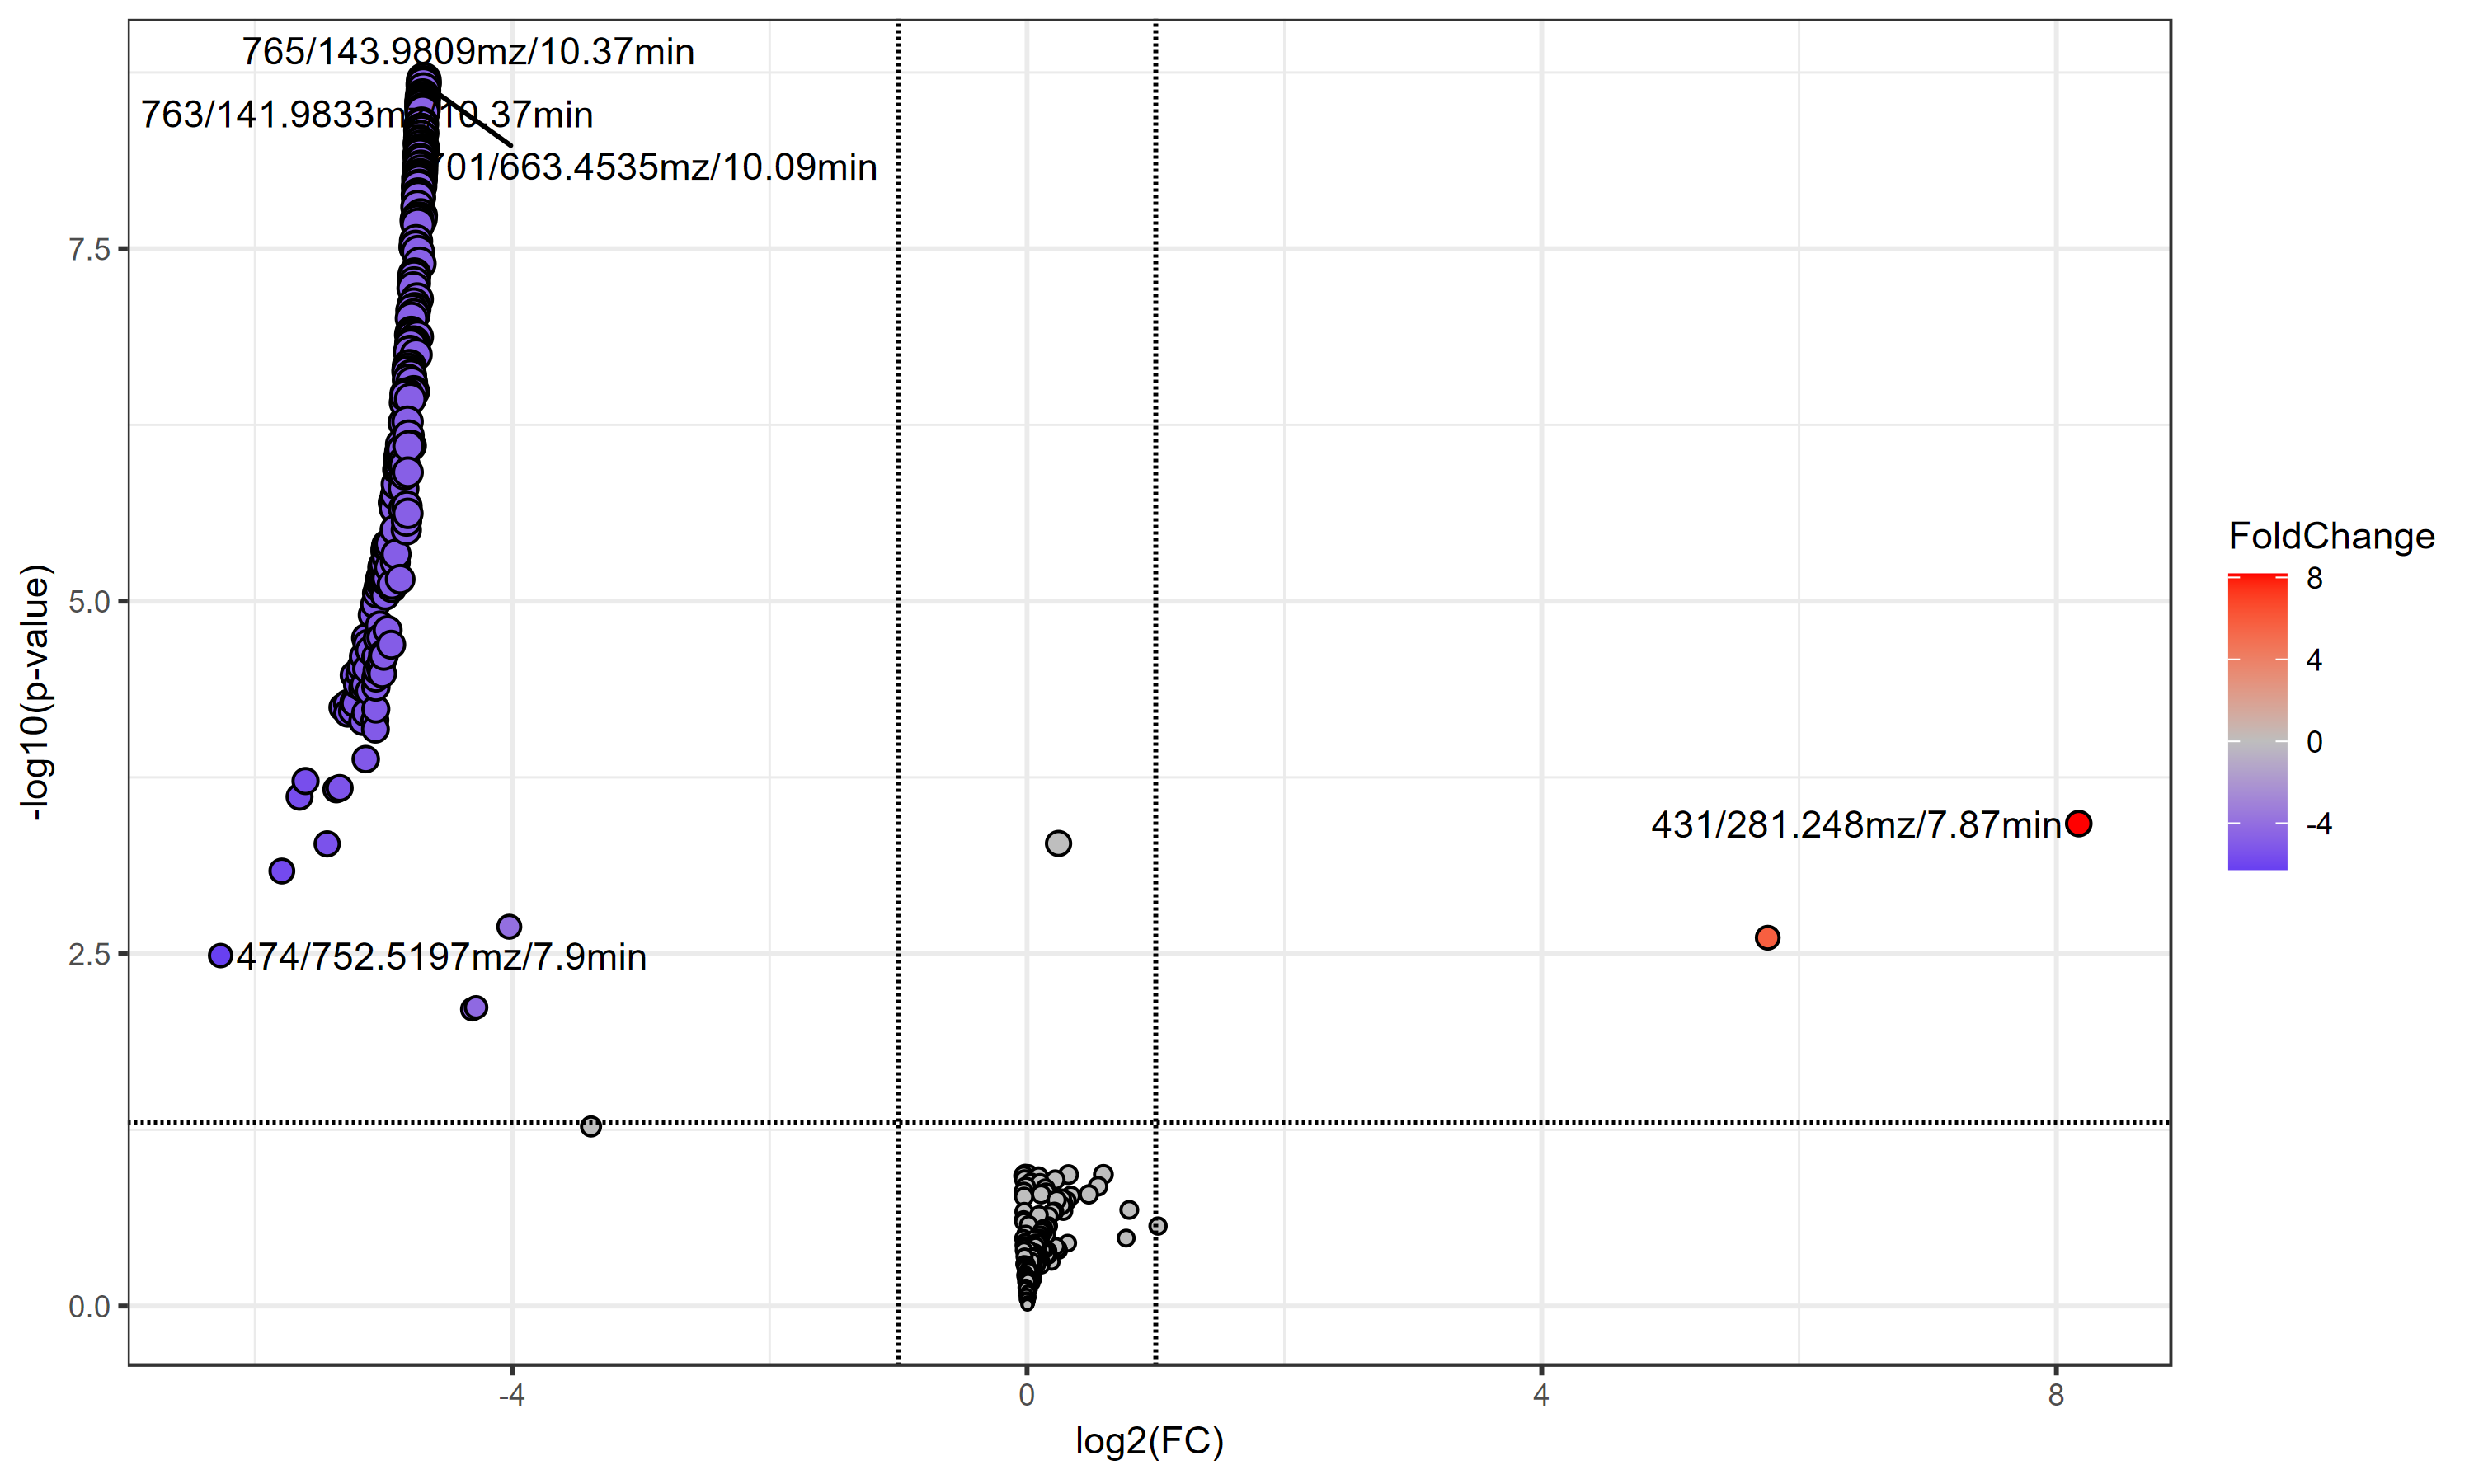 765/143.9809mz/10.37min
763/141.9833mz/10.37min
701/663.4535mz/10.09min
7.5
5.0
2.5
0.0
-log10(p-value)
431/281.248mz/7.87min
474/752.5197mz/7.9min
-4
0
4
8
log2(FC)
FoldChange
8
4
0
-4